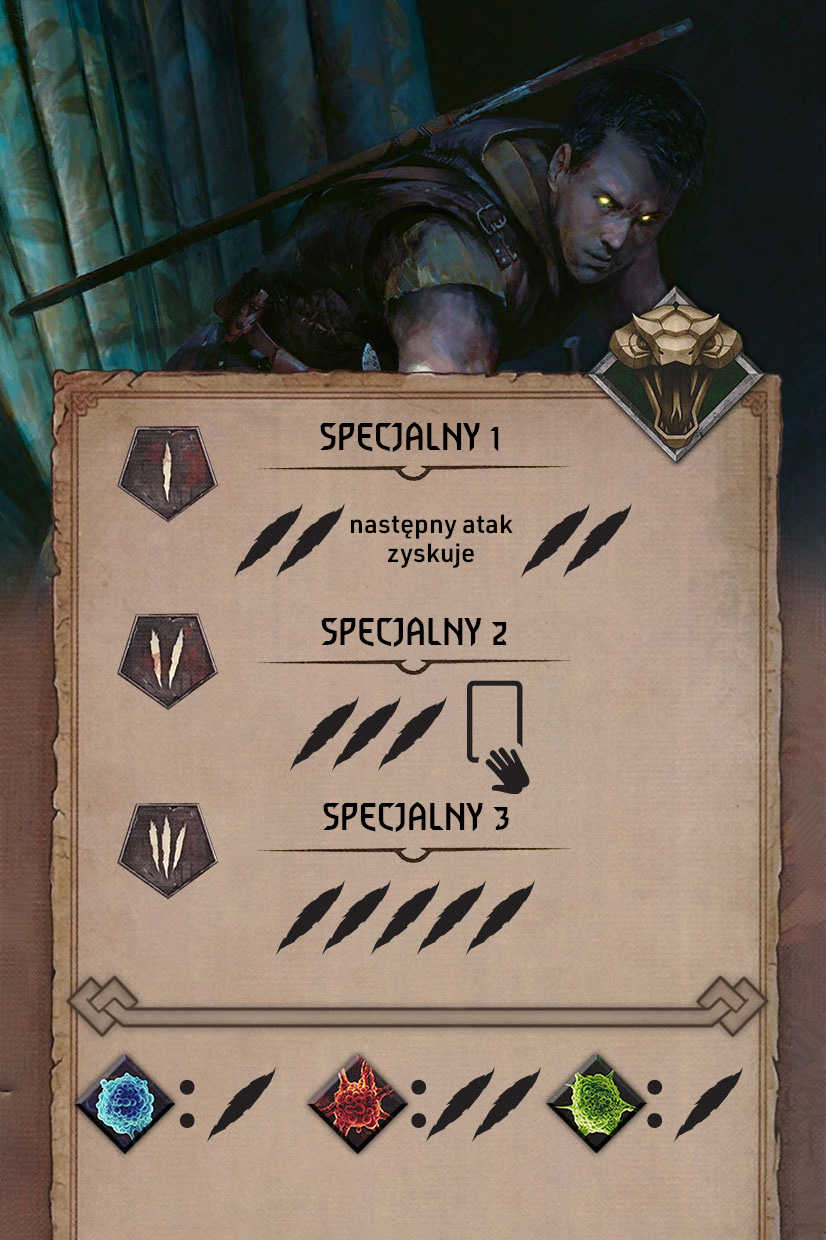 SPECJALNY 1
następny atak
zyskuje
SPECJALNY 2
SPECJALNY 3
:
:
: